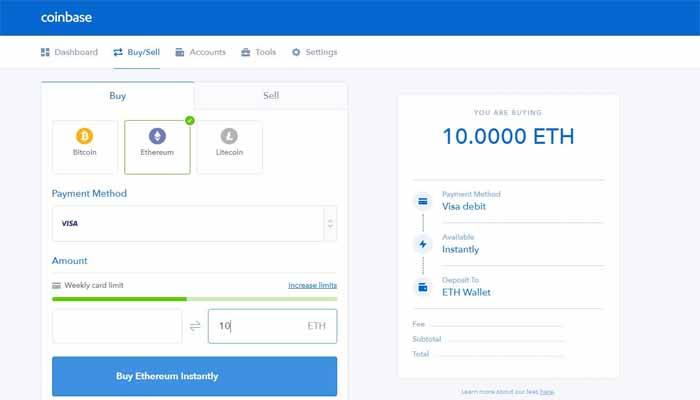 coinbase
Dashboard
Buy/Sell
Accounts
Tools
Settings
Buy
Sell
Bitcoin
Ethereum
Litecoin
Payment Method
VISA
Amount
Weekly card limit
Increase limits
10
ETH
Buy Ethereum Instantly
YOU ARE BUYING
10.0000 ETH
Payment Method
Visa debit
Available
Instantly
Deposit To
ETH Wallet
Fee
Subtotal
Total
Learn more about our fees here.